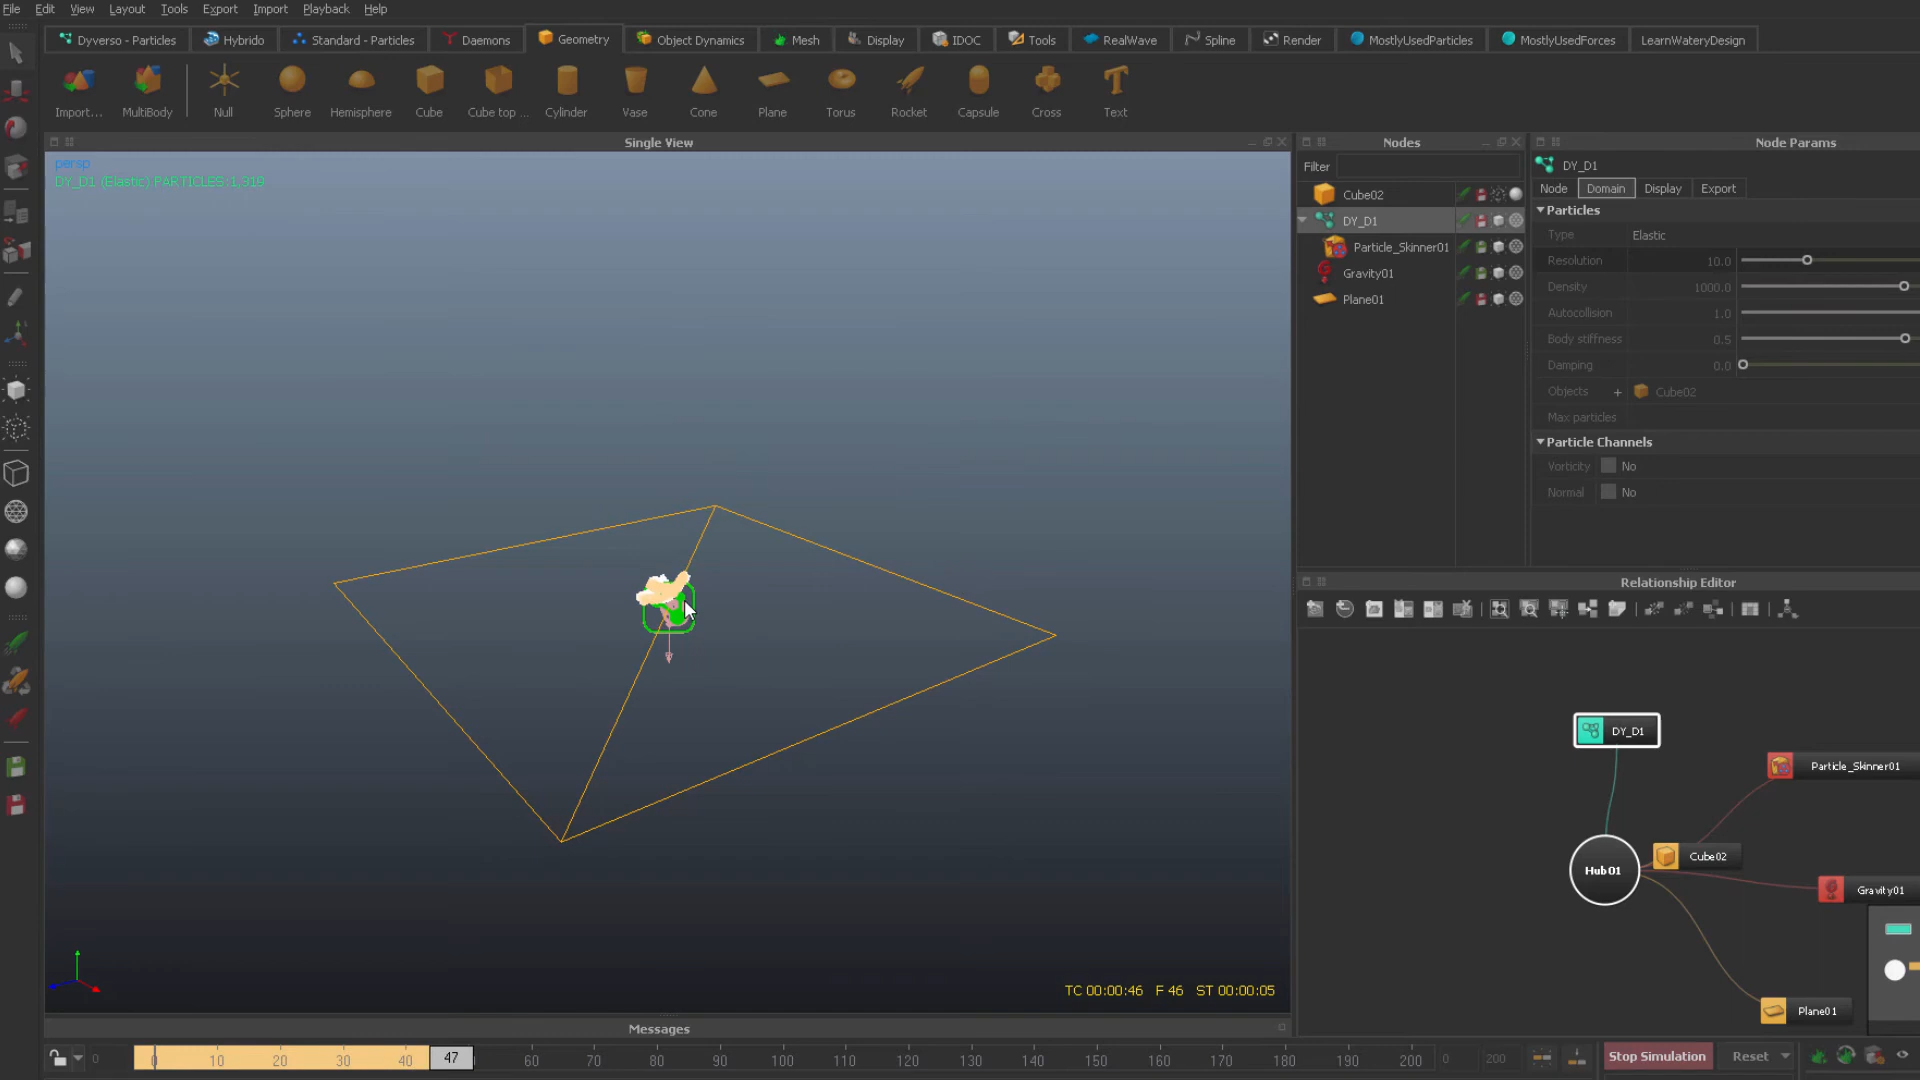 File Edit View Layout Tools Export Import Playback Help
Dyverso - Particles Hybrido Standard - Particles Daemons Geometry Object Dynamics Mesh Display IDOC Tools RealWave Spline Render MostlyUsedParticles MostlyUsedForces LearnWateryDesign
Import... MultiBody Null Sphere Hemisphere Cube Cube top ... Cylinder Vase Cone Plane Torus Rocket Capsule Cross Text
Single View
persp
DY_D1 (Elastic) PARTICLES:1,919
TC 00:00:46 F 46 ST 00:00:05
Nodes
Filter
Cube02
DY_D1
Particle_Skinner01
Gravity01
Plane01
Node Params
DY_D1
Node Domain Display Export
Particles
Type Elastic
Resolution 10.0
Density 1000.0
Autocollision 1.0
Body stiffness 0.5
Damping 0.0
Objects + Cube02
Max particles
Particle Channels
Vorticity No
Normal No
Relationship Editor
DY_D1
Particle_Skinner01
Cube02
Hub01
Gravity01
Plane01
Messages
0 0 10 20 30 40 47 60 70 80 90 100 110 120 130 140 150 160 170 180 190 200 0 200 Stop Simulation Reset